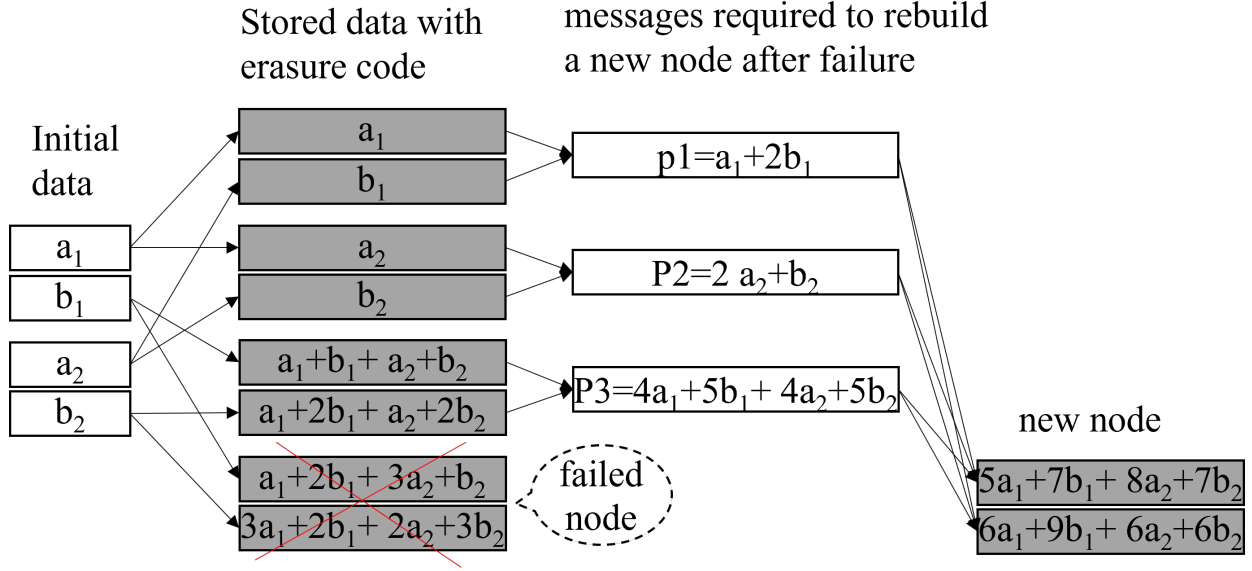 Stored data with
erasure code
messages required to rebuild
a new node after failure
Initial
data
a₁
b₁
a₂
b₂
a₁
b₁
a₂
b₂
a₁+b₁+ a₂+b₂
a₁+2b₁+ a₂+2b₂
a₁+2b₁+ 3a₂+b₂
3a₁+2b₁+ 2a₂+3b₂
failed
node
p1=a₁+2b₁
P2=2 a₂+b₂
P3=4a₁+5b₁+ 4a₂+5b₂
new node
5a₁+7b₁+ 8a₂+7b₂
6a₁+9b₁+ 6a₂+6b₂